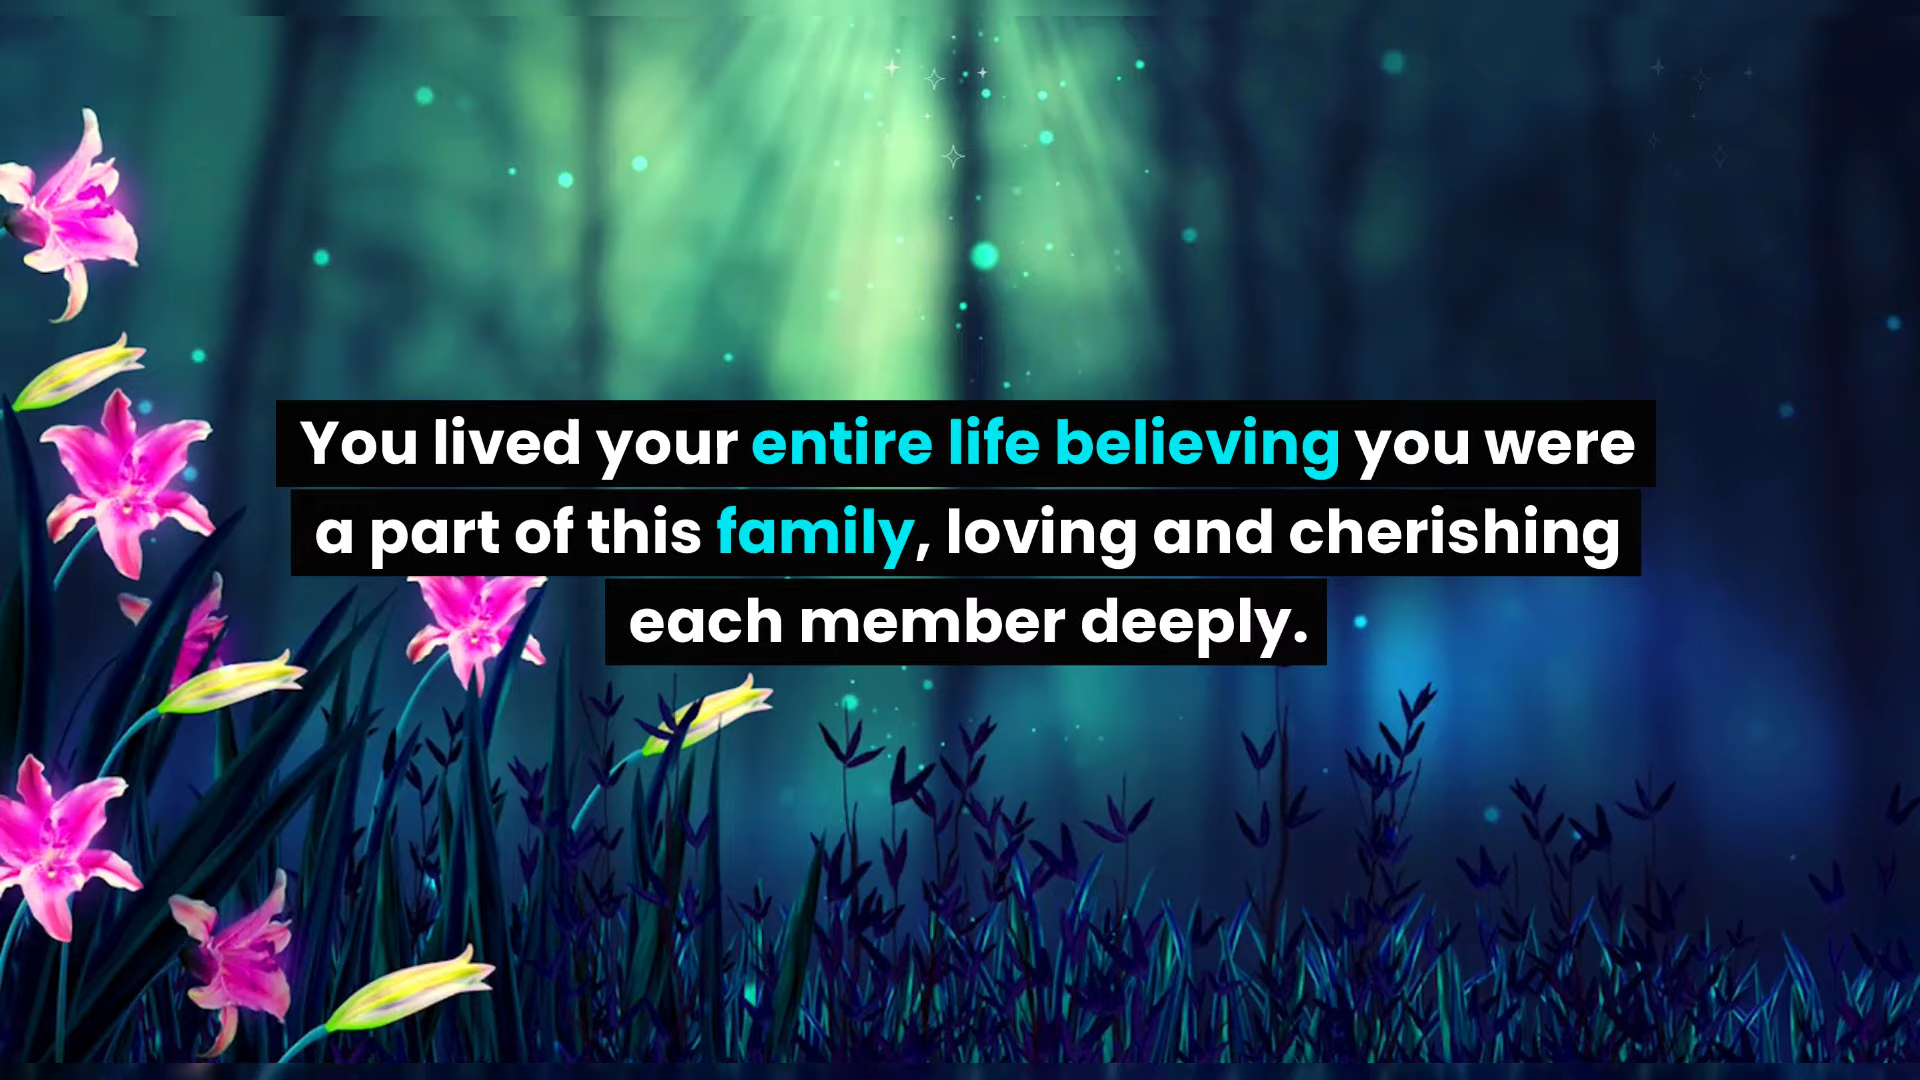 You lived your entire life believing you were
a part of this family, loving and cherishing
each member deeply.